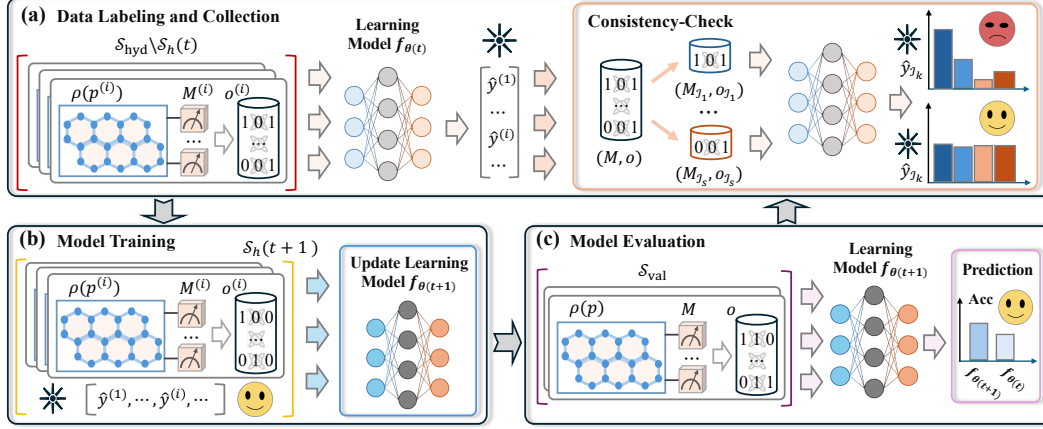 (a) Data Labeling and Collection
𝒮_hyd\𝒮_h(t)
ρ(p^(i)) M^(i) o^(i)
1 0 1
...
...
0 0 1
Learning
Model f_θ(t)
ŷ^(1)
...
ŷ^(i)
...
Consistency-Check
1 0 1
...
0 0 1
(M, o)
1 0 1
(M_𝒥₁, o_𝒥₁)
...
0 0 1
(M_𝒥ₛ, o_𝒥ₛ)
ŷ_𝒥ₖ
ŷ_𝒥ₖ
(b) Model Training
𝒮_h(t + 1)
ρ(p^(i)) M^(i) o^(i)
1 0 0
...
...
0 1 0
[ŷ^(1), ⋯, ŷ^(i), ⋯]
Update Learning
Model f_θ(t+1)
(c) Model Evaluation
𝒮_val
ρ(p) M o
1 1 0
...
...
0 1 1
Learning
Model f_θ(t+1)
Prediction
Acc
f_θ(t+1) f_θ(t)